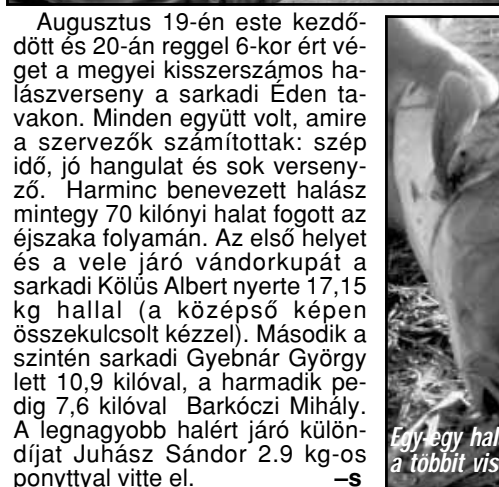 Augusztus 19-én este kezdő-
dött és 20-án reggel 6-kor ért vé-
get a megyei kisszerszámos ha-
lászverseny a sarkadi Éden ta-
vakon. Minden együtt volt, amire
a szervezők számítottak: szép
idő, jó hangulat és sok verseny-
ző. Harminc benevezett halász
mintegy 70 kilónyi halat fogott az
éjszaka folyamán. Az első helyet
és a vele járó vándorkupát a
sarkadi Kölüs Albert nyerte 17,15
kg hallal (a középső képen
összekulcsolt kézzel). Második a
szintén sarkadi Gyebnár György
lett 10,9 kilóval, a harmadik pe-
dig 7,6 kilóval Barkóczi Mihály.
A legnagyobb halért járó külön-
díjat Juhász Sándor 2.9 kg-os
ponttyal vitte el. –s
Egy-egy hal
a többit vis